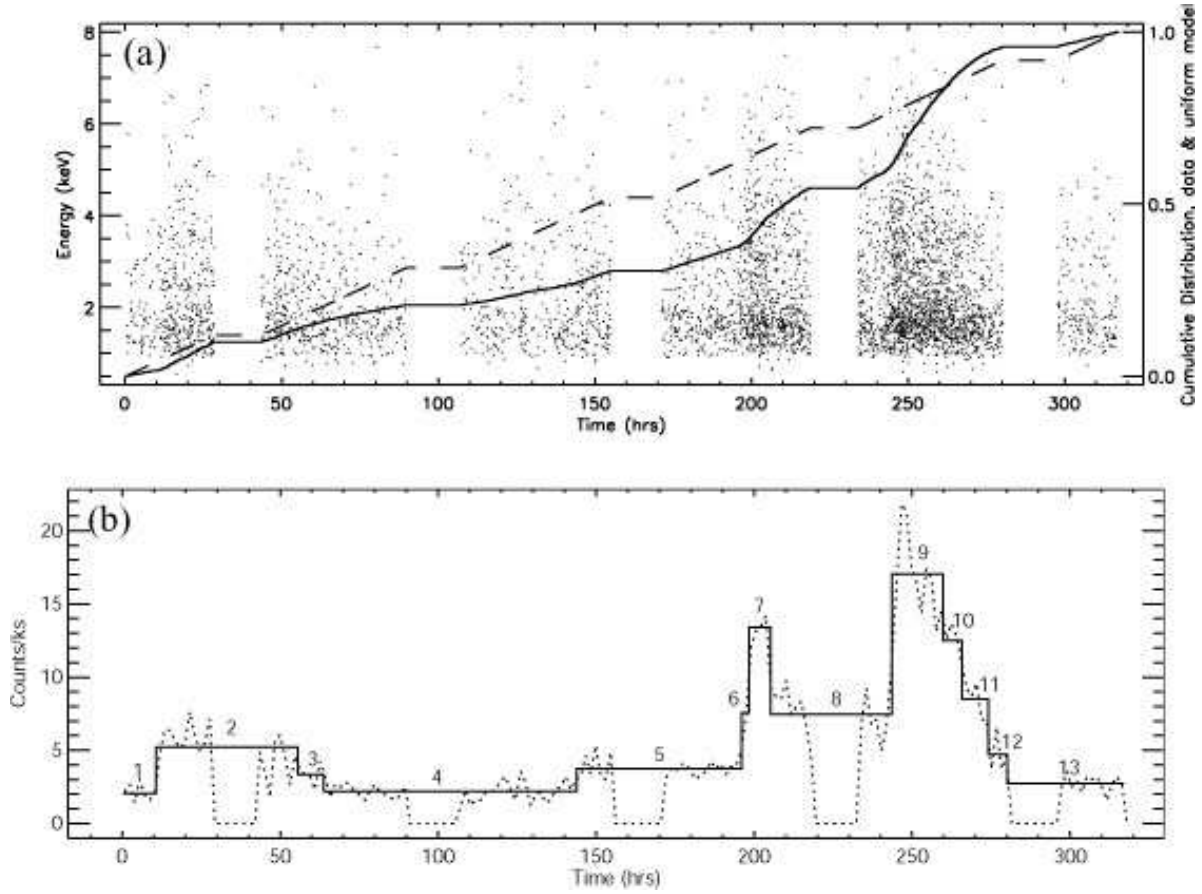 (a)
8
6
4
2
Energy (keV)
1.0
0.5
0.0
Cumulative Distribution, data & uniform model
0 50 100 150 200 250 300
Time (hrs)
(b)
20
15
10
5
0
Counts/ks
1 2 3 4 5 6 7 8 9 10 11 12 13
0 50 100 150 200 250 300
Time (hrs)